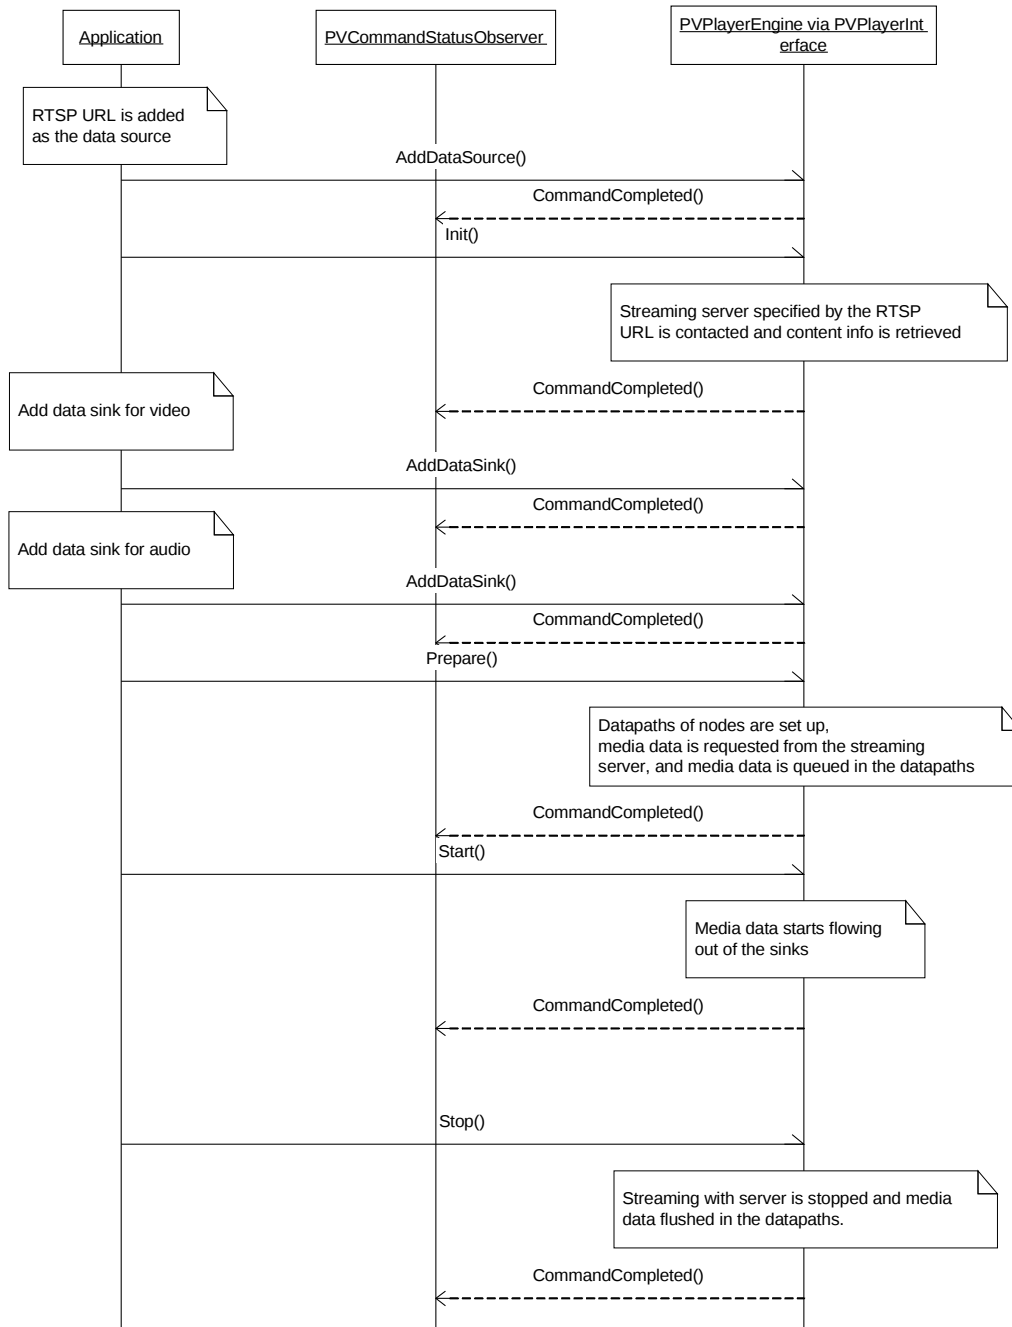 Application
PVCommandStatusObserver
PVPlayerEngine via PVPlayerInt
erface
RTSP URL is added
as the data source
AddDataSource()
CommandCompleted()
Init()
Streaming server specified by the RTSP
URL is contacted and content info is retrieved
CommandCompleted()
Add data sink for video
AddDataSink()
CommandCompleted()
Add data sink for audio
AddDataSink()
CommandCompleted()
Prepare()
Datapaths of nodes are set up,
media data is requested from the streaming
server, and media data is queued in the datapaths
CommandCompleted()
Start()
Media data starts flowing
out of the sinks
CommandCompleted()
Stop()
Streaming with server is stopped and media
data flushed in the datapaths.
CommandCompleted()